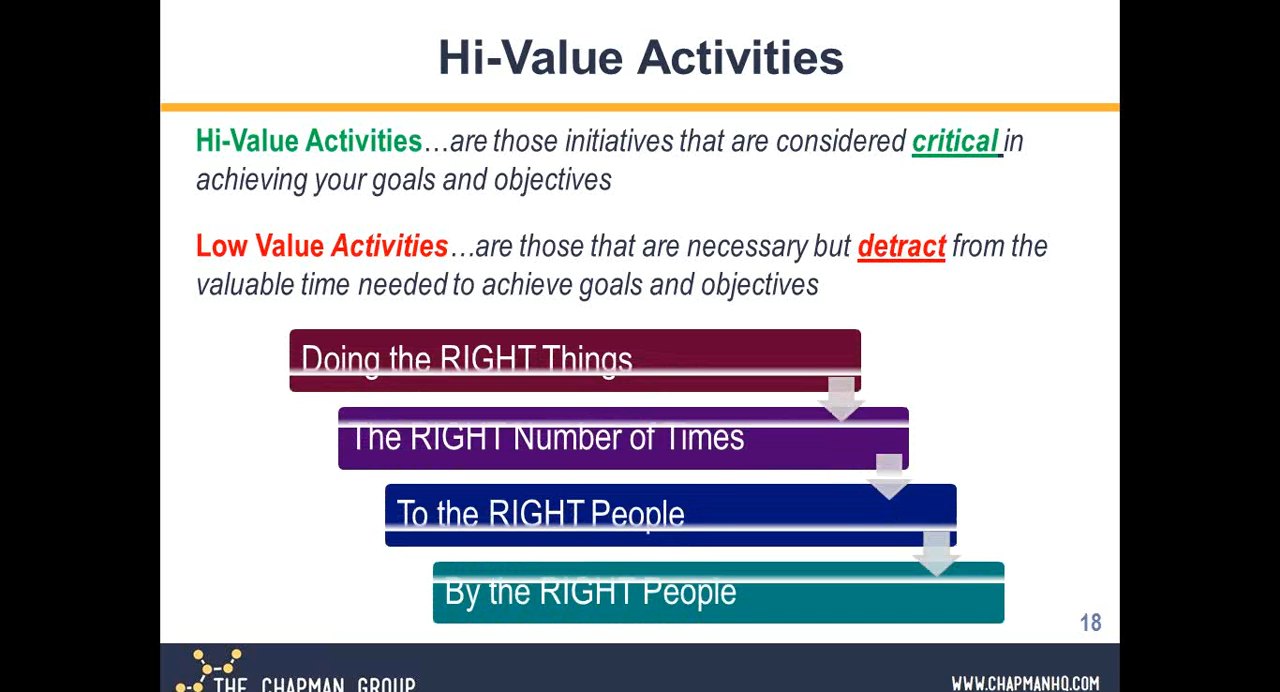 Hi-Value Activities
Hi-Value Activities…are those initiatives that are considered critical in
achieving your goals and objectives
Low Value Activities…are those that are necessary but detract from the
valuable time needed to achieve goals and objectives
Doing the RIGHT Things
The RIGHT Number of Times
To the RIGHT People
By the RIGHT People
18
THE CHAPMAN GROUP
WWW.CHAPMANHQ.COM